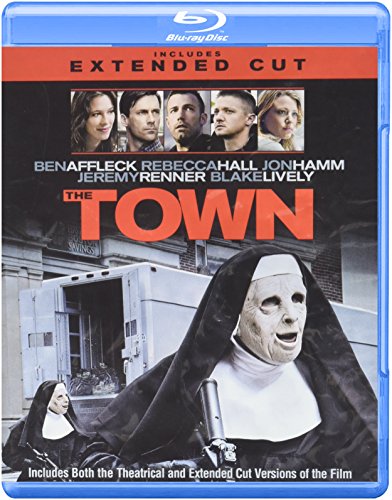 Blu-ray Disc
INCLUDES
EXTENDED CUT
BENAFFLECK REBECCAHALL JONHAMM
JEREMYRENNER BLAKELIVELY
THE
TOWN
SAVINGS
Includes Both the Theatrical and Extended Cut Versions of the Film